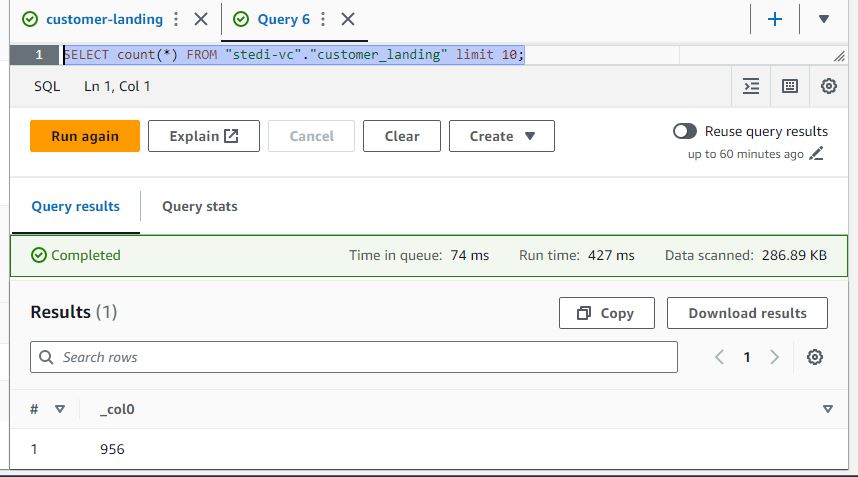 customer-landing
Query 6
1 SELECT count(*) FROM "stedi-vc"."customer_landing" limit 10;
SQL Ln 1, Col 1
Run again Explain Cancel Clear Create Reuse query results
up to 60 minutes ago
Query results Query stats
Completed Time in queue: 74 ms Run time: 427 ms Data scanned: 286.89 KB
Results (1) Copy Download results
Search rows 1
# _col0
1 956